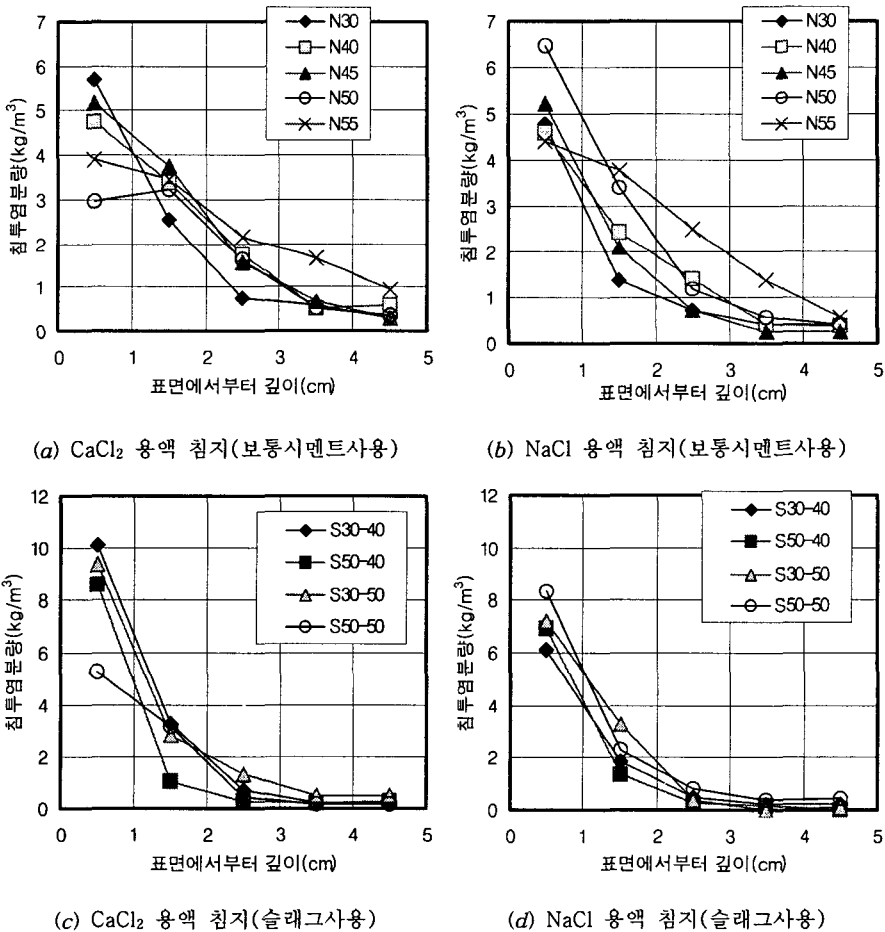 7
6
5
4
3
2
1
0
침투염분량(kg/m³)
N30
N40
N45
N50
N55
0 1 2 3 4 5
표면에서부터 깊이(cm)
(a) CaCl₂ 용액 침지(보통시멘트사용)
7
6
5
4
3
2
1
0
침투염분량(kg/m³)
N30
N40
N45
N50
N55
0 1 2 3 4 5
표면에서부터 깊이(cm)
(b) NaCl 용액 침지(보통시멘트사용)
12
10
8
6
4
2
0
침투염분량(kg/m³)
S30-40
S50-40
S30-50
S50-50
0 1 2 3 4 5
표면에서부터 깊이(cm)
(c) CaCl₂ 용액 침지(슬래그사용)
12
10
8
6
4
2
0
침투염분량(kg/m³)
S30-40
S50-40
S30-50
S50-50
0 1 2 3 4 5
표면에서부터 깊이(cm)
(d) NaCl 용액 침지(슬래그사용)